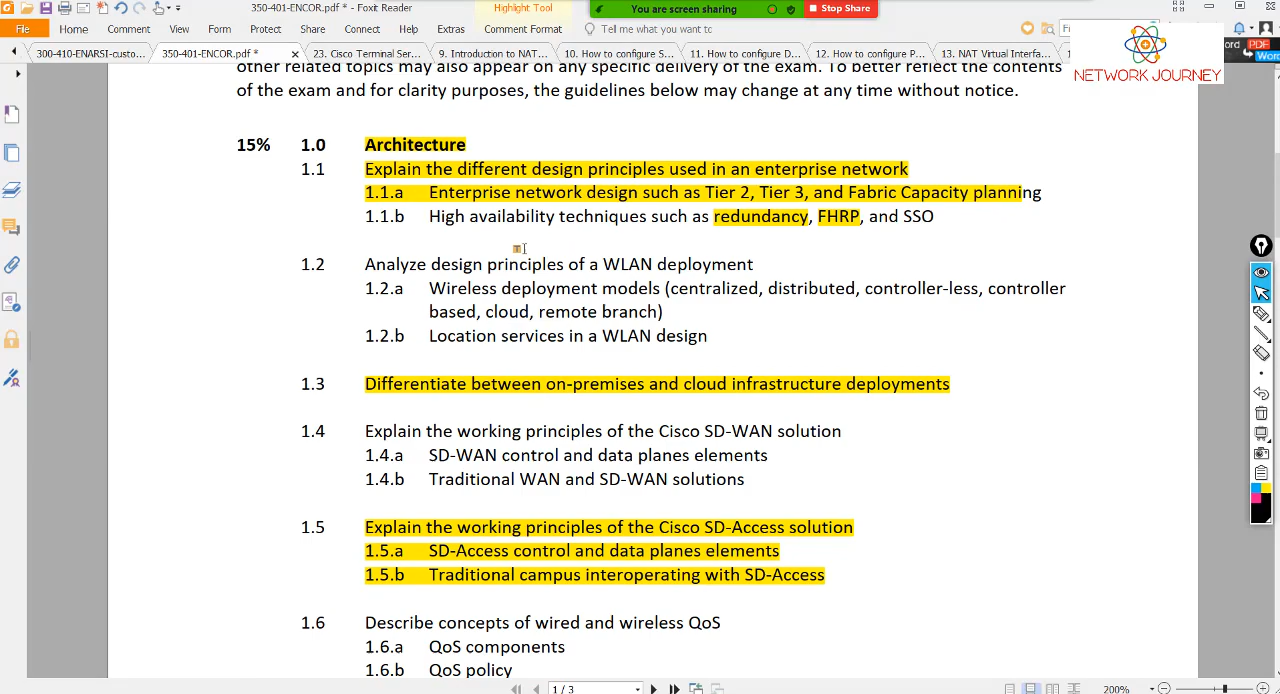 350-401-ENCOR.pdf * - Foxit Reader
Highlight Tool
You are screen sharing
Stop Share
File Home Comment View Form Protect Share Connect Help Extras Comment Format Tell me what you want to
300-410-ENARSI-custo... 350-401-ENCOR.pdf * 23. Cisco Terminal Ser... 9. Introduction to NAT... 10. How to configure S... 11. How to configure D... 12. How to configure P... 13. NAT Virtual Interfa...
PDF
Word
NETWORK JOURNEY
other related topics may also appear on any specific delivery of the exam. To better reflect the contents
of the exam and for clarity purposes, the guidelines below may change at any time without notice.
15% 1.0 Architecture
1.1 Explain the different design principles used in an enterprise network
1.1.a Enterprise network design such as Tier 2, Tier 3, and Fabric Capacity planning
1.1.b High availability techniques such as redundancy, FHRP, and SSO
1.2 Analyze design principles of a WLAN deployment
1.2.a Wireless deployment models (centralized, distributed, controller-less, controller
based, cloud, remote branch)
1.2.b Location services in a WLAN design
1.3 Differentiate between on-premises and cloud infrastructure deployments
1.4 Explain the working principles of the Cisco SD-WAN solution
1.4.a SD-WAN control and data planes elements
1.4.b Traditional WAN and SD-WAN solutions
1.5 Explain the working principles of the Cisco SD-Access solution
1.5.a SD-Access control and data planes elements
1.5.b Traditional campus interoperating with SD-Access
1.6 Describe concepts of wired and wireless QoS
1.6.a QoS components
1.6.b QoS policy
1 / 3
200%